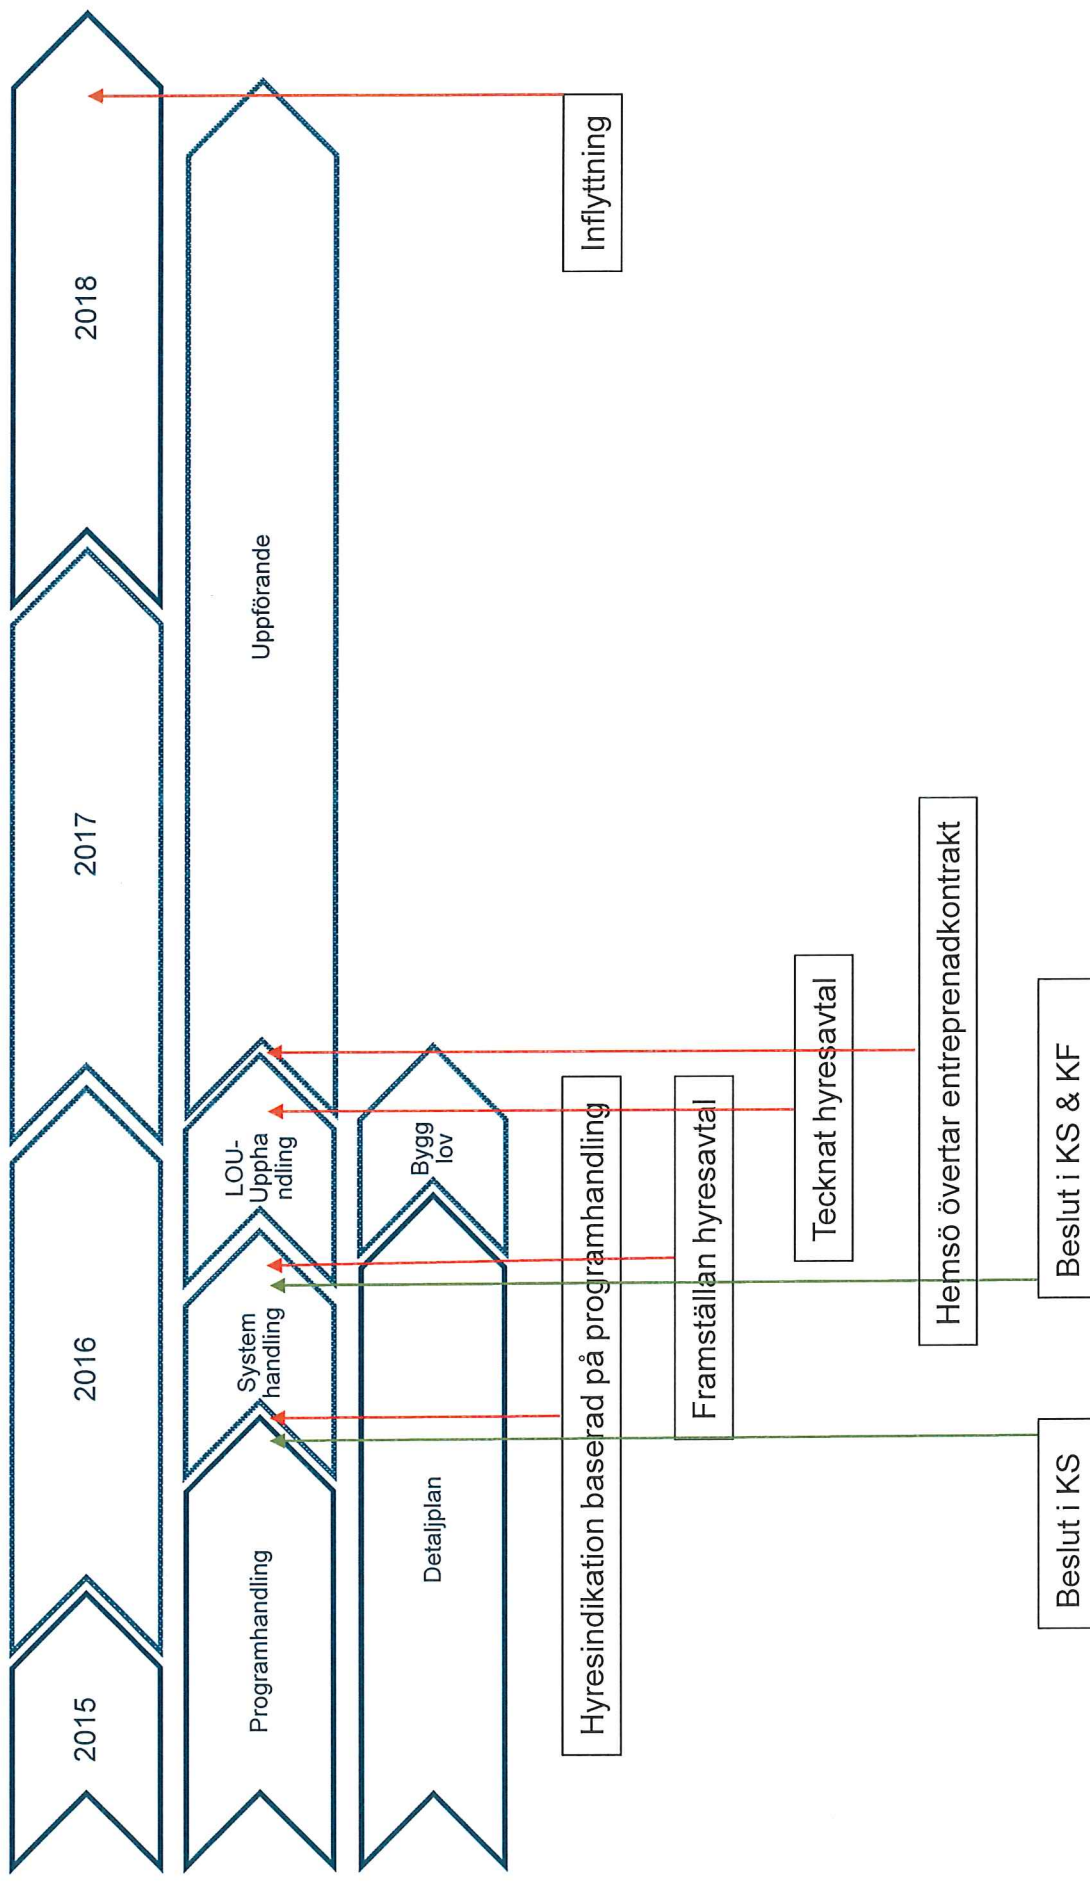 2015
2016
2017
2018
Programhandling
System
handling
LOU-
Uppha
ndling
Uppförande
Detaljplan
Bygg
lov
Inflyttning
Hyresindikation baserad på programhandling
Framställan hyresavtal
Tecknat hyresavtal
Hemsö övertar entreprenadkontrakt
Beslut i KS
Beslut i KS & KF